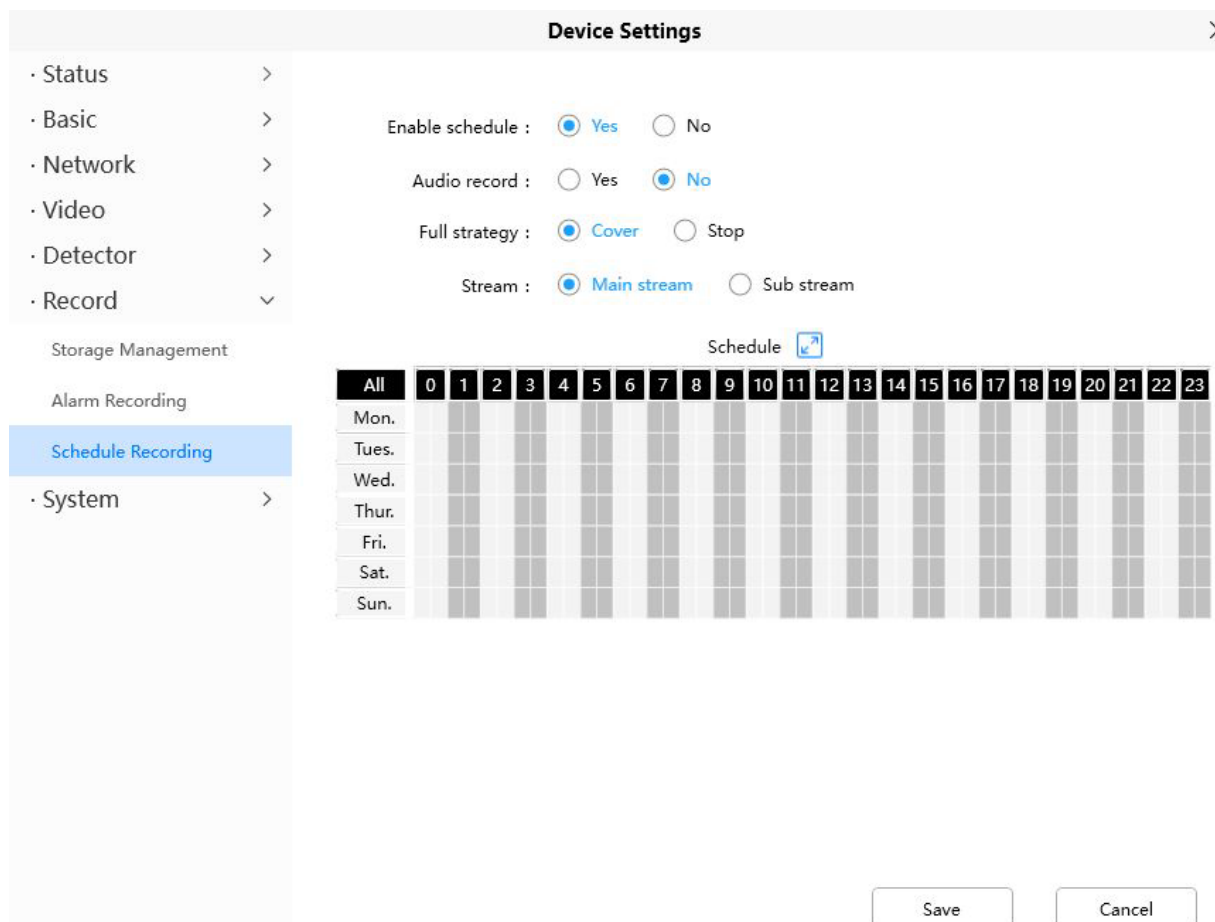 Device Settings
· Status
· Basic
· Network
· Video
· Detector
· Record
Storage Management
Alarm Recording
Schedule Recording
· System
Enable schedule : Yes No
Audio record : Yes No
Full strategy : Cover Stop
Stream : Main stream Sub stream
Schedule
All 0 1 2 3 4 5 6 7 8 9 10 11 12 13 14 15 16 17 18 19 20 21 22 23
Mon.
Tues.
Wed.
Thur.
Fri.
Sat.
Sun.
Save Cancel